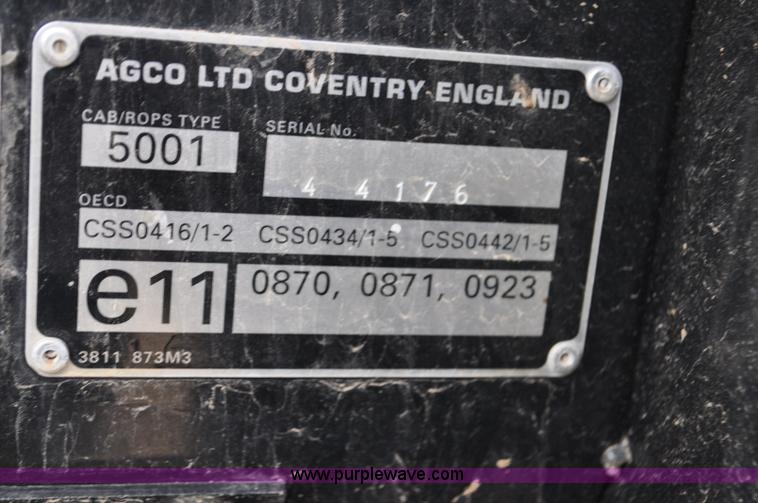 AGCO LTD COVENTRY ENGLAND
CAB/ROPS TYPE
5001
SERIAL No.
4 4176
OECD
CSS0416/1-2 CSS0434/1-5 CSS0442/1-5
e11
0870, 0871, 0923
3811 873M3
www.purplewave.com